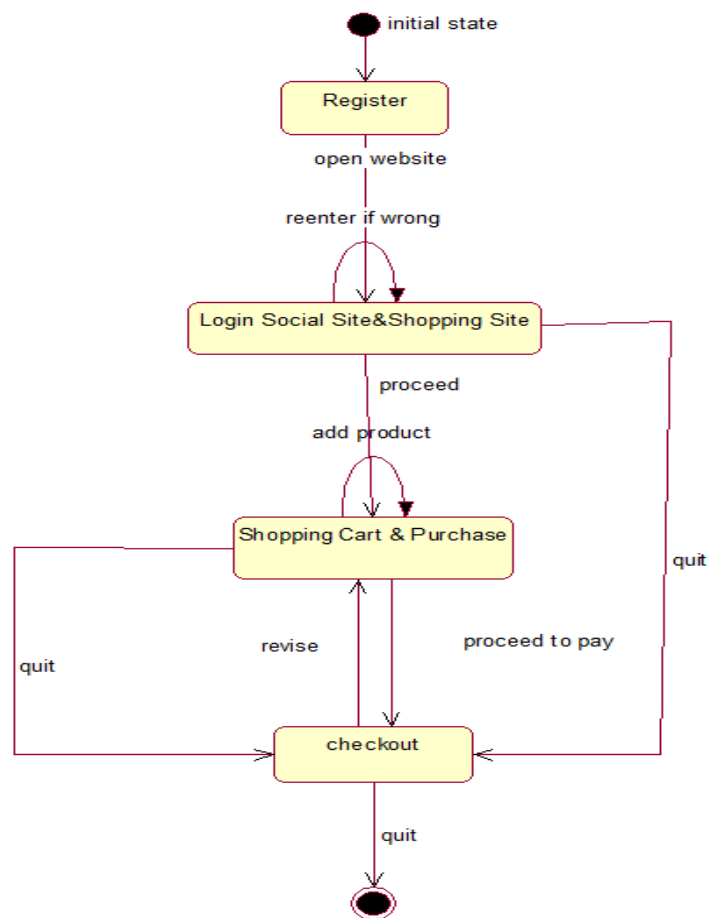 initial state
Register
open website
reenter if wrong
Login Social Site&Shopping Site
proceed
add product
Shopping Cart & Purchase
quit
revise
proceed to pay
quit
checkout
quit